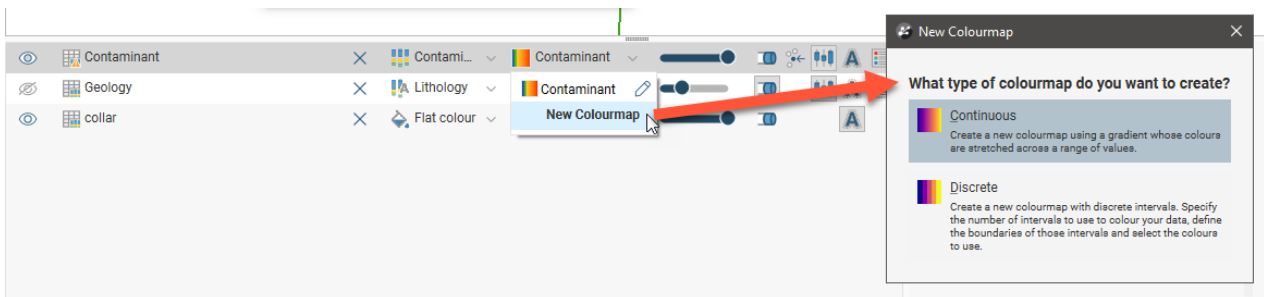 New Colourmap
Contaminant Contami... Contaminant A
What type of colourmap do you want to create?
Geology Lithology Contaminant
Continuous
Create a new colourmap using a gradient whose colours
are stretched across a range of values.
collar Flat colour New Colourmap A
Discrete
Create a new colourmap with discrete intervals. Specify
the number of intervals to use to colour your data, define
the boundaries of those intervals and select the colours
to use.